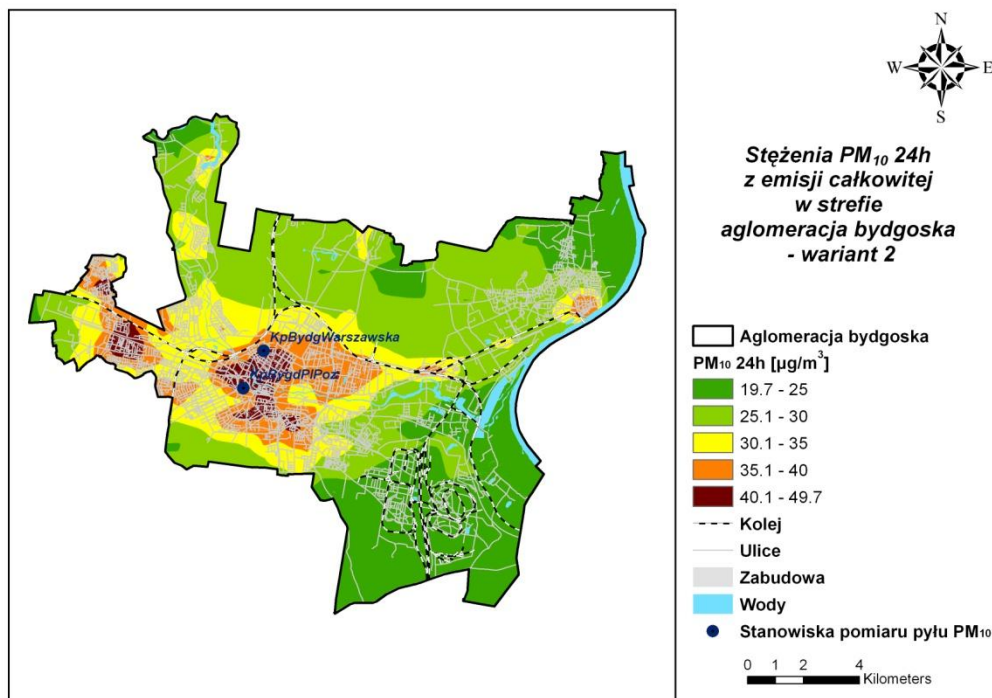 N
W E
S
Stężenia PM₁₀ 24h
z emisji całkowitej
w strefie
aglomeracja bydgoska
- wariant 2
KpBydgWarszawska
KpBygdPlPoz
Aglomeracja bydgoska
PM₁₀ 24h [µg/m³]
19.7 - 25
25.1 - 30
30.1 - 35
35.1 - 40
40.1 - 49.7
Kolej
Ulice
Zabudowa
Wody
Stanowiska pomiaru pyłu PM₁₀
0 1 2 4
Kilometers